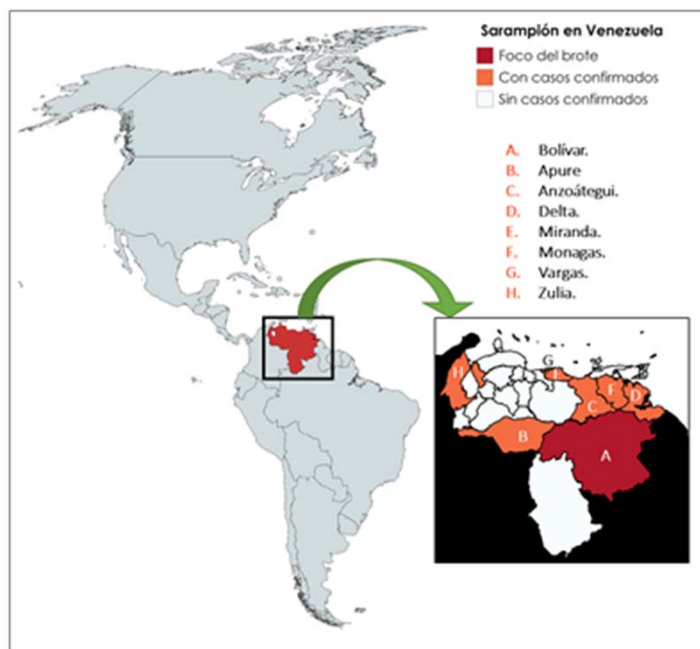 Sarampión en Venezuela
Foco del brote
Con casos confirmados
Sin casos confirmados
A. Bolívar.
B. Apure
C. Anzoátegui.
D. Delta.
E. Miranda.
F. Monagas.
G. Vargas.
H. Zulia.
G
H
F
D
C
B
A